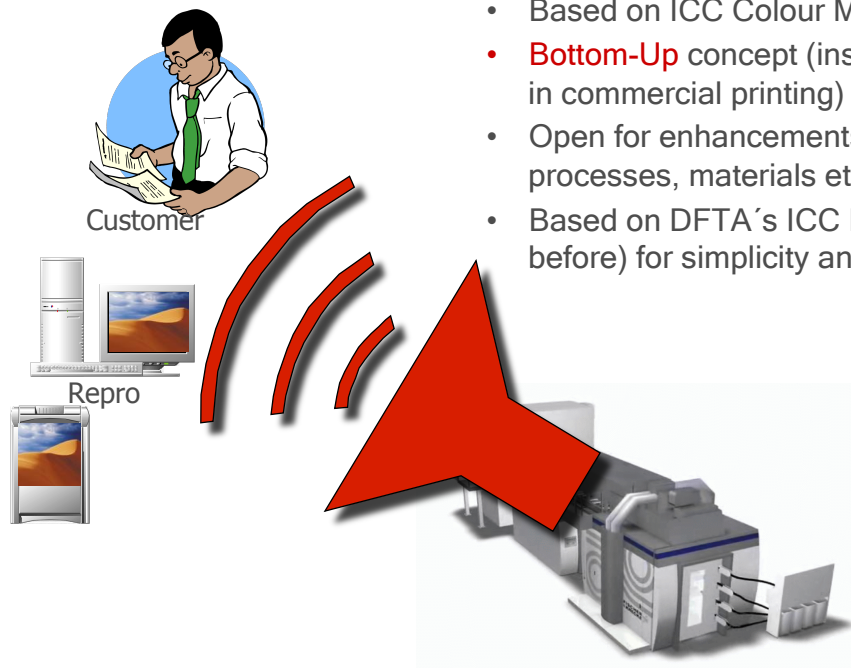 • Based on ICC Colour M
• Bottom-Up concept (ins
in commercial printing)
• Open for enhancement
processes, materials et
• Based on DFTA´s ICC
before) for simplicity an
Customer
Repro